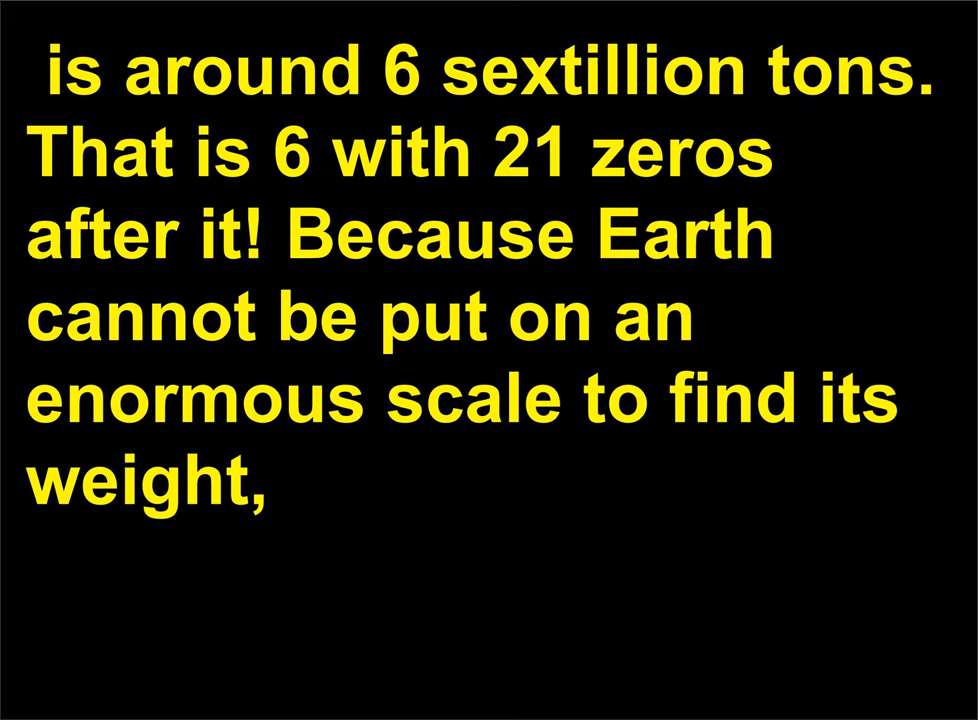 is around 6 sextillion tons.
That is 6 with 21 zeros
after it! Because Earth
cannot be put on an
enormous scale to find its
weight,